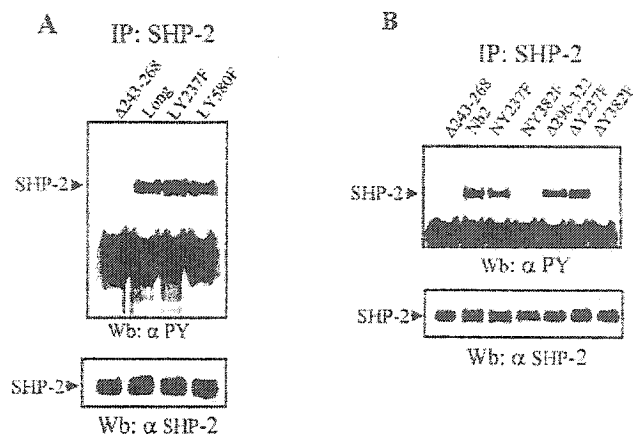 A
IP: SHP-2
Δ243-268
Long
LY237F
LY580F
SHP-2
Wb: α PY
SHP-2
Wb: α SHP-2
B
IP: SHP-2
Δ243-268
Nb2
NY237F
NY382F
Δ296-322
ΔY237F
ΔY382F
SHP-2
Wb: α PY
SHP-2
Wb: α SHP-2